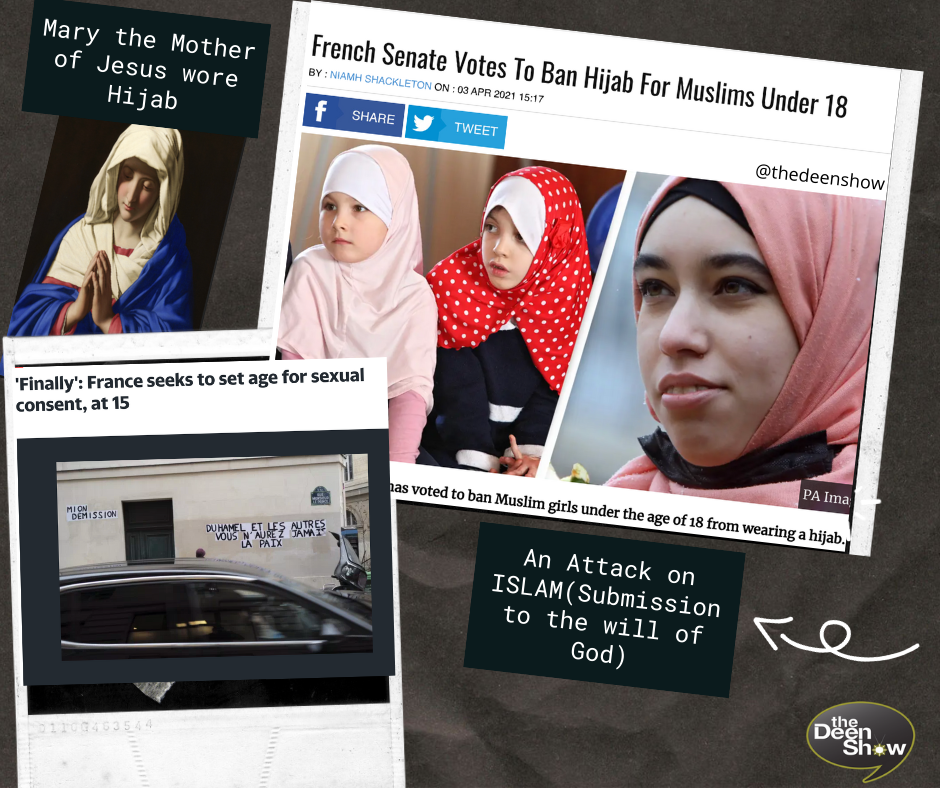 Mary the Mother
of Jesus wore
Hijab
French Senate Votes To Ban Hijab For Muslims Under 18
BY : NIAMH SHACKLETON ON : 03 APR 2021 15:17
SHARE
TWEET
@thedeenshow
PA Ima
has voted to ban Muslim girls under the age of 18 from wearing a hijab.
'Finally': France seeks to set age for sexual
consent, at 15
MION
DEMISSION
DUHAMEL ET LES AUTRES
VOUS N'AUREZ JAMAIS
LA PAIX
An Attack on
ISLAM(Submission
to the will of
God)
the
Deen
Show